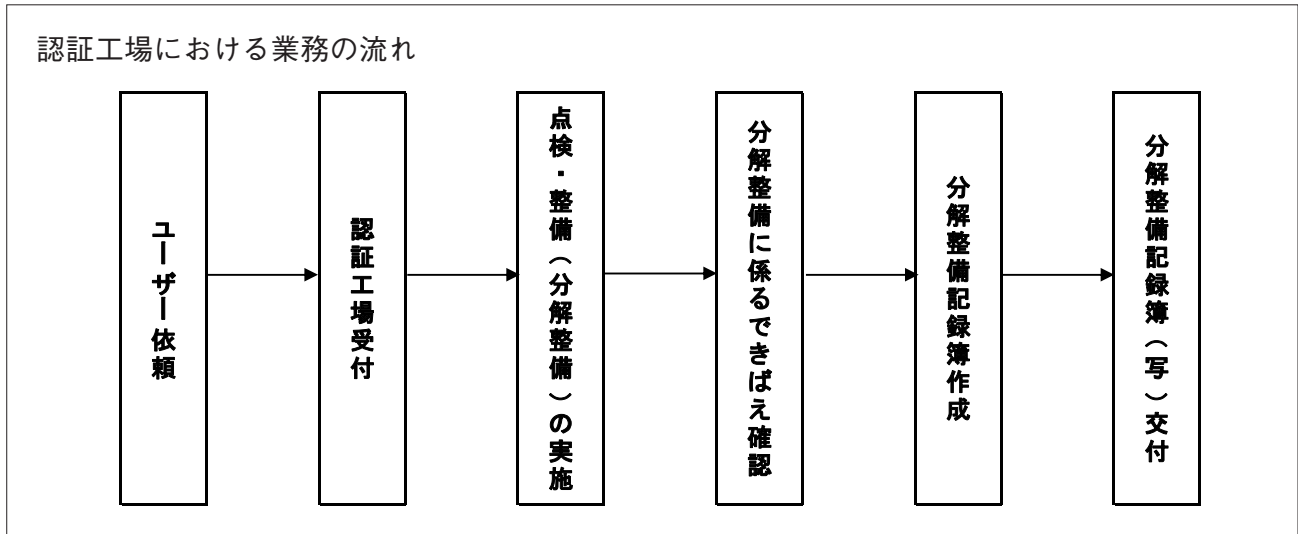 認証工場における業務の流れ
ユーザー依頼
認証工場受付
点検・整備（分解整備）の実施
分解整備に係るできばえ確認
分解整備記録簿作成
分解整備記録簿（写）交付